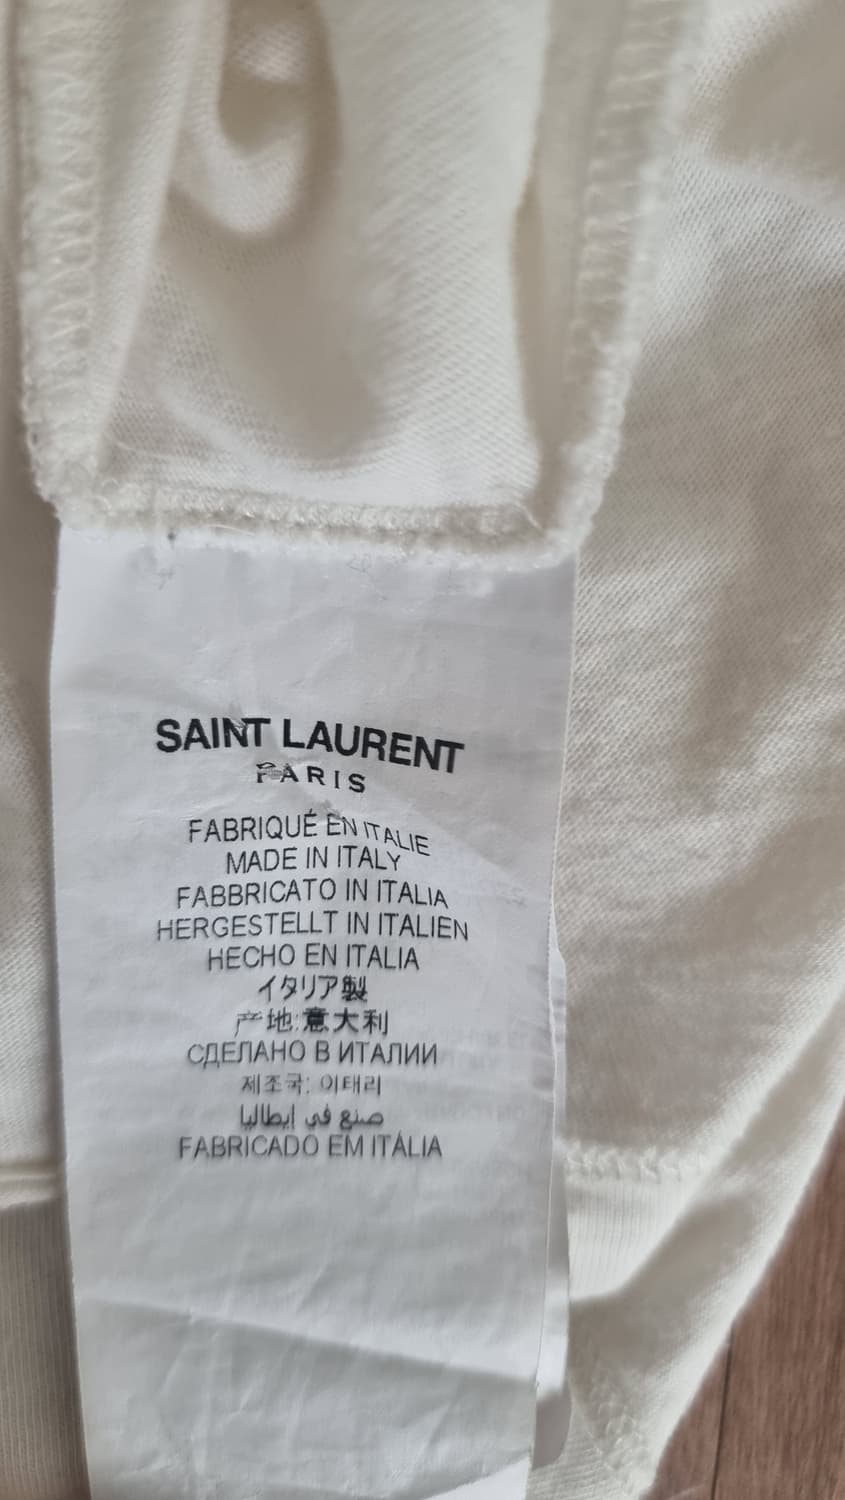 SAINT LAURENT
PARIS
FABRIQUÉ EN ITALIE
MADE IN ITALY
FABBRICATO IN ITALIA
HERGESTELLT IN ITALIEN
HECHO EN ITALIA
イタリア製
产地:意大利
СДЕЛАНО В ИТАЛИИ
제조국: 이태리
صنع في إيطاليا
FABRICADO EM ITÁLIA